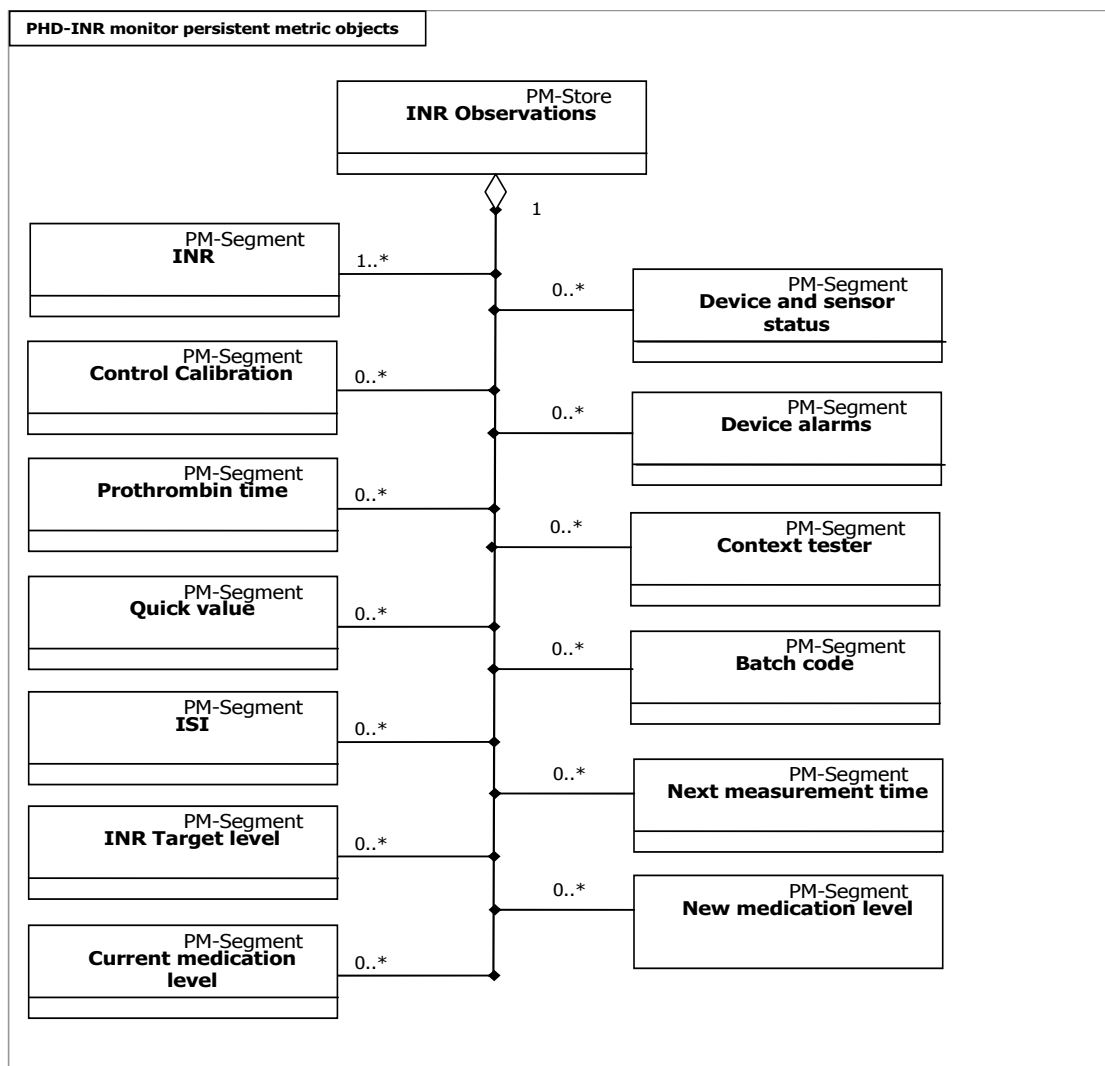 PHD-INR monitor persistent metric objects
PM-Store
INR Observations
1
PM-Segment
INR
1..*
PM-Segment
Control Calibration
0..*
PM-Segment
Prothrombin time
0..*
PM-Segment
Quick value
0..*
PM-Segment
ISI
0..*
PM-Segment
INR Target level
0..*
PM-Segment
Current medication
level
0..*
0..*
PM-Segment
Device and sensor
status
0..*
PM-Segment
Device alarms
0..*
PM-Segment
Context tester
0..*
PM-Segment
Batch code
0..*
PM-Segment
Next measurement time
0..*
PM-Segment
New medication level